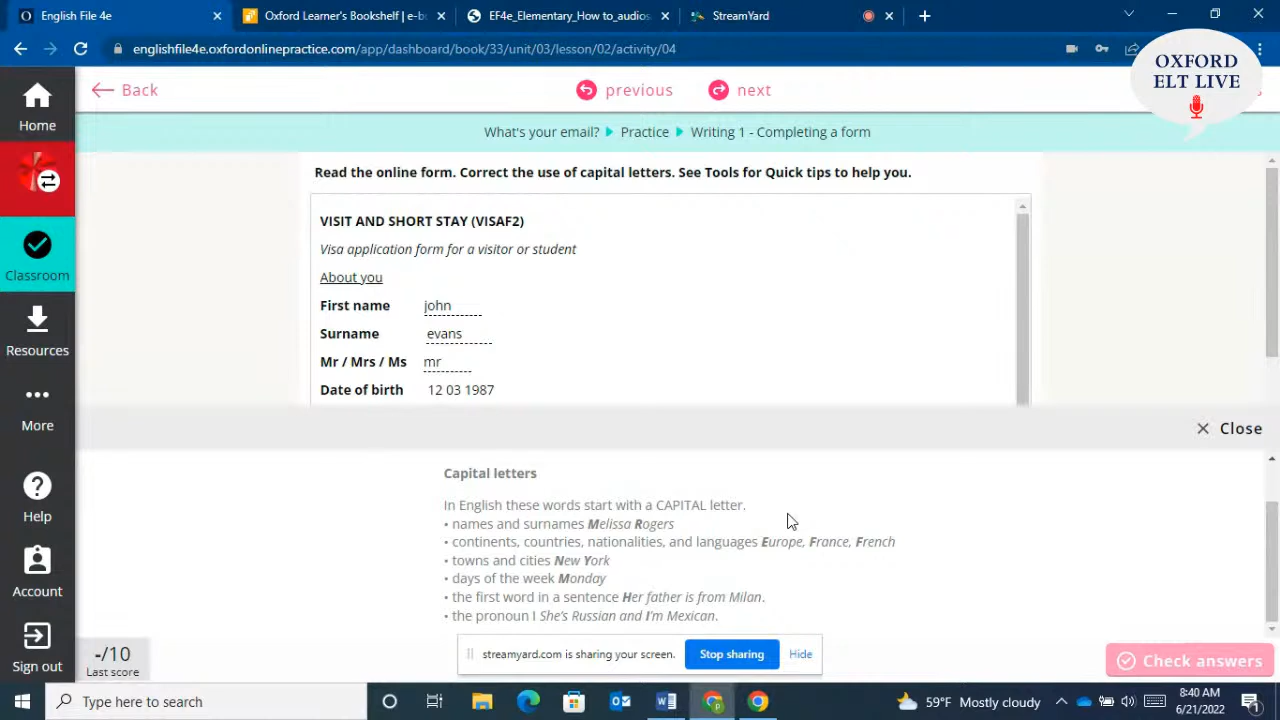 English File 4e
Oxford Learner's Bookshelf | e-b
EF4e_Elementary_How to_audios
StreamYard
englishfile4e.oxfordonlinepractice.com/app/dashboard/book/33/unit/03/lesson/02/activity/04
OXFORD
ELT LIVE
Home
Classroom
Resources
More
Help
Account
Sign out
Back
previous
next
What's your email?
Practice
Writing 1 - Completing a form
Read the online form. Correct the use of capital letters. See Tools for Quick tips to help you.
VISIT AND SHORT STAY (VISAF2)
Visa application form for a visitor or student
About you
First name john
Surname evans
Mr / Mrs / Ms mr
Date of birth 12 03 1987
Close
Capital letters
In English these words start with a CAPITAL letter.
• names and surnames Melissa Rogers
• continents, countries, nationalities, and languages Europe, France, French
• towns and cities New York
• days of the week Monday
• the first word in a sentence Her father is from Milan.
• the pronoun I She's Russian and I'm Mexican.
-/10
Last score
streamyard.com is sharing your screen.
Stop sharing
Hide
Check answers
Type here to search
59°F Mostly cloudy
8:40 AM
6/21/2022